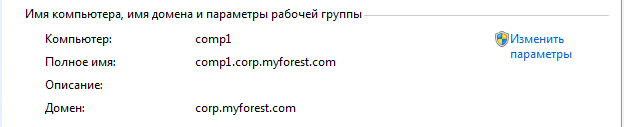 Имя компьютера, имя домена и параметры рабочей группы
Компьютер: comp1
Изменить параметры
Полное имя: comp1.corp.myforest.com
Описание:
Домен: corp.myforest.com